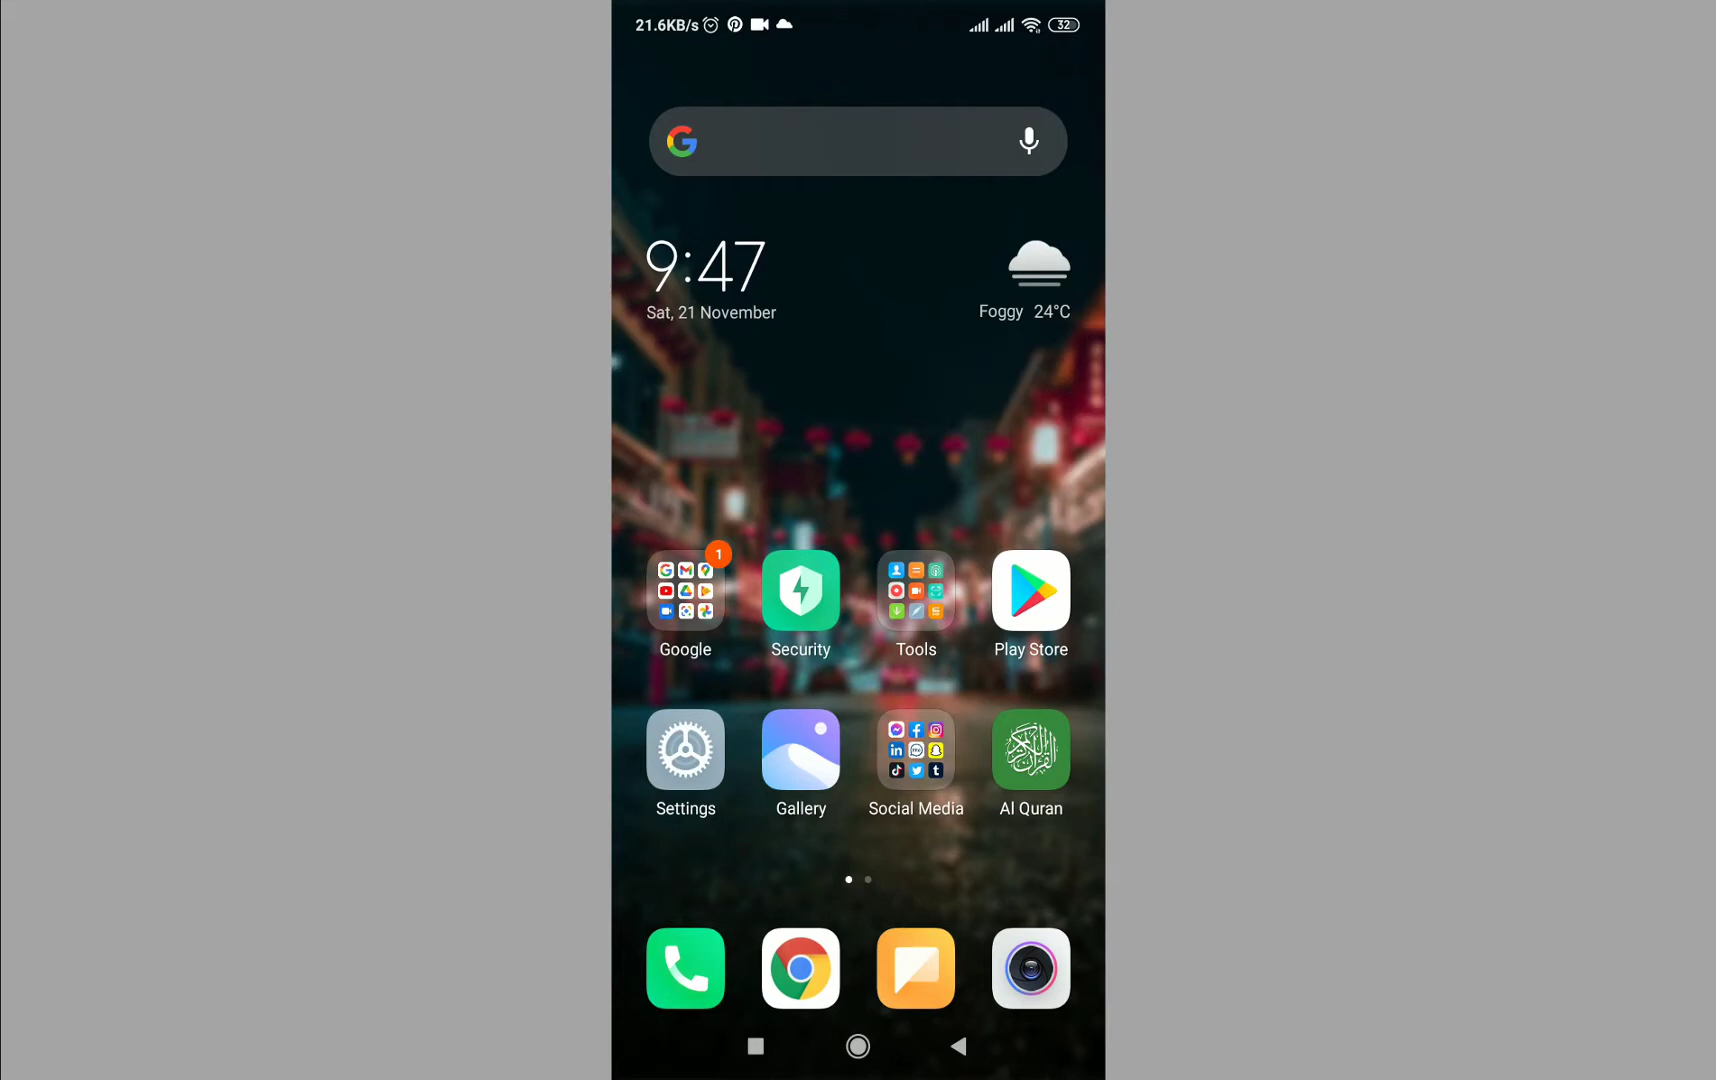 21.6KB/s 32
9:47
Sat, 21 November
Foggy 24°C
1
Google Security Tools Play Store
Settings Gallery Social Media Al Quran